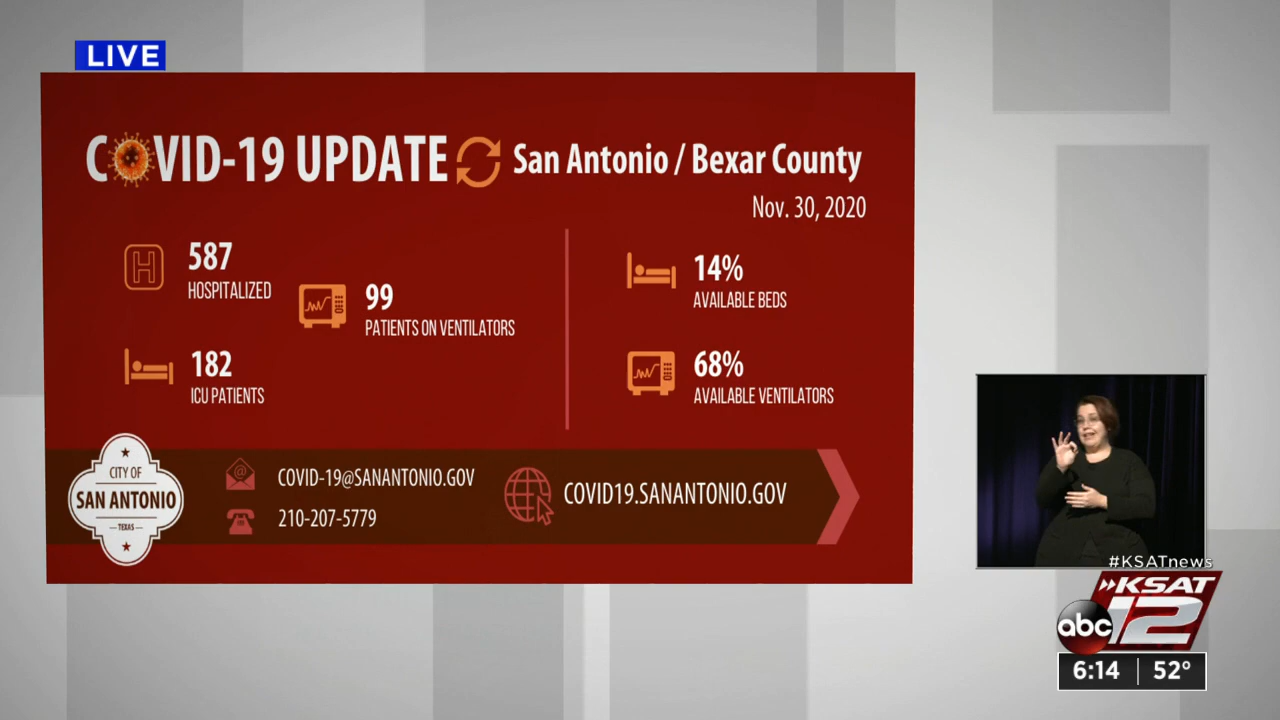 LIVE
COVID-19 UPDATE
San Antonio / Bexar County
Nov. 30, 2020
587
HOSPITALIZED
99
PATIENTS ON VENTILATORS
182
ICU PATIENTS
14%
AVAILABLE BEDS
68%
AVAILABLE VENTILATORS
CITY OF
SAN ANTONIO
TEXAS
COVID-19@SANANTONIO.GOV
210-207-5779
COVID19.SANANTONIO.GOV
#KSATnews
KSAT
abc 12
6:14 52°